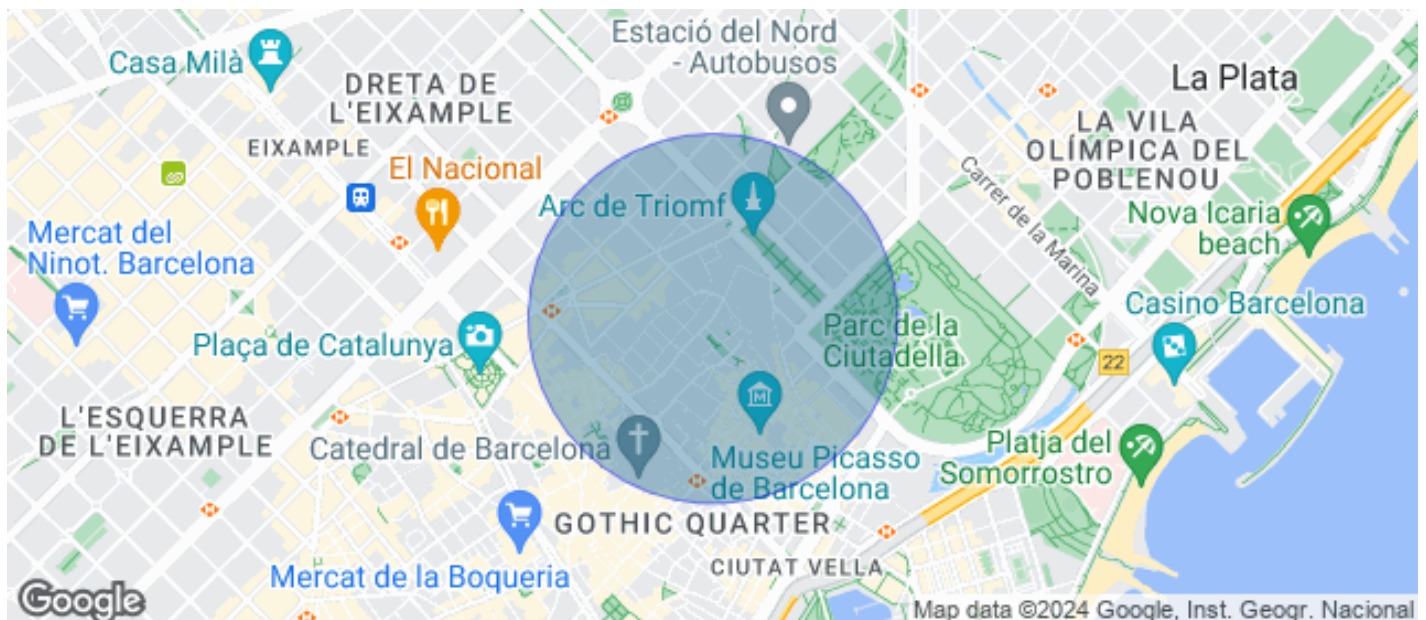 Estació del Nord
- Autobusos
Casa Milà
La Plata
DRETA DE
L'EIXAMPLE
LA VILA
OLÍMPICA DEL
POBLENOU
EIXAMPLE
El Nacional
Carrer de la Marina
Arc de Triomf
Nova Icaria
beach
Mercat del
Ninot. Barcelona
Casino Barcelona
Parc de la
Ciutadella
Plaça de Catalunya
22
L'ESQUERRA
DE L'EIXAMPLE
Catedral de Barcelona
Platja del
Somorrostro
Museu Picasso
de Barcelona
GOTHIC QUARTER
CIUTAT VELLA
Mercat de la Boqueria
Google
Map data ©2024 Google, Inst. Geogr. Nacional